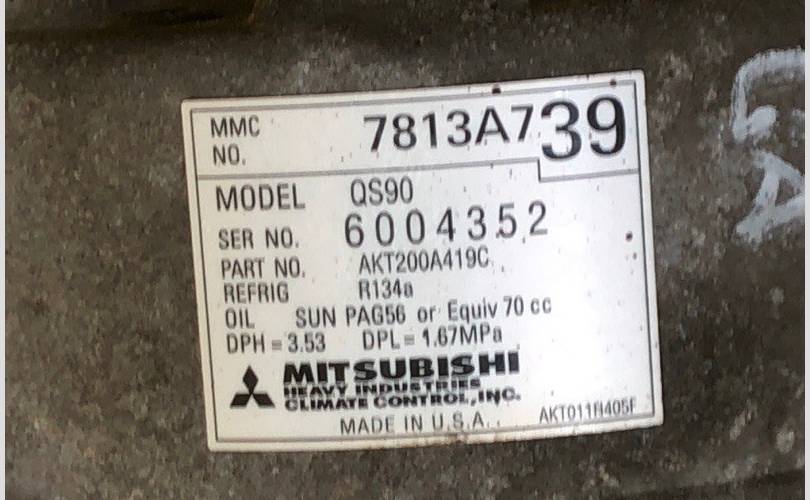 MMC NO. 7813A739
MODEL QS90
SER NO. 6004352
PART NO. AKT200A419C
REFRIG R134a
OIL SUN PAG56 or Equiv 70 cc
DPH = 3.53 DPL = 1.67MPa
MITSUBISHI
HEAVY INDUSTRIES
CLIMATE CONTROL, INC.
MADE IN U.S.A.